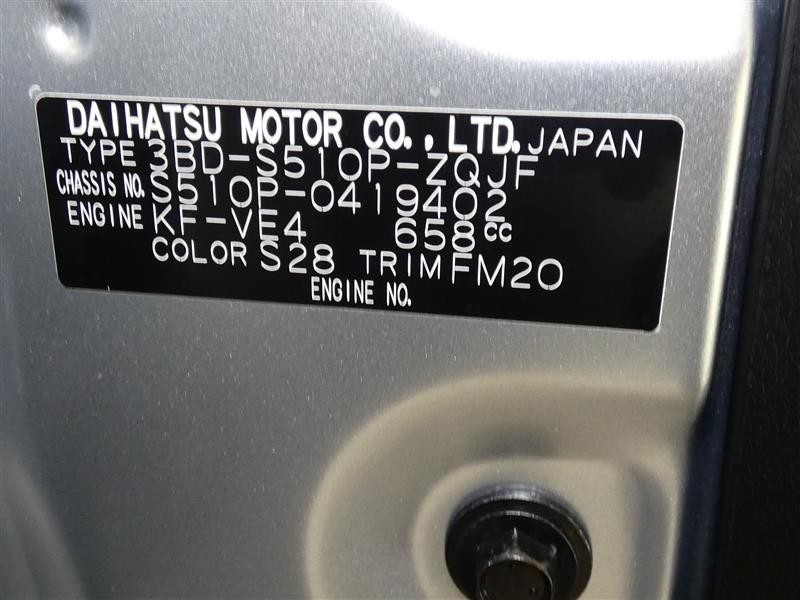 DAIHATSU MOTOR CO., LTD. JAPAN
TYPE 3BD-S510P-ZQJF
CHASSIS NO. S510P-0419402
ENGINE KF-VE4 658cc
COLOR S28 TRIM FM20
ENGINE NO.